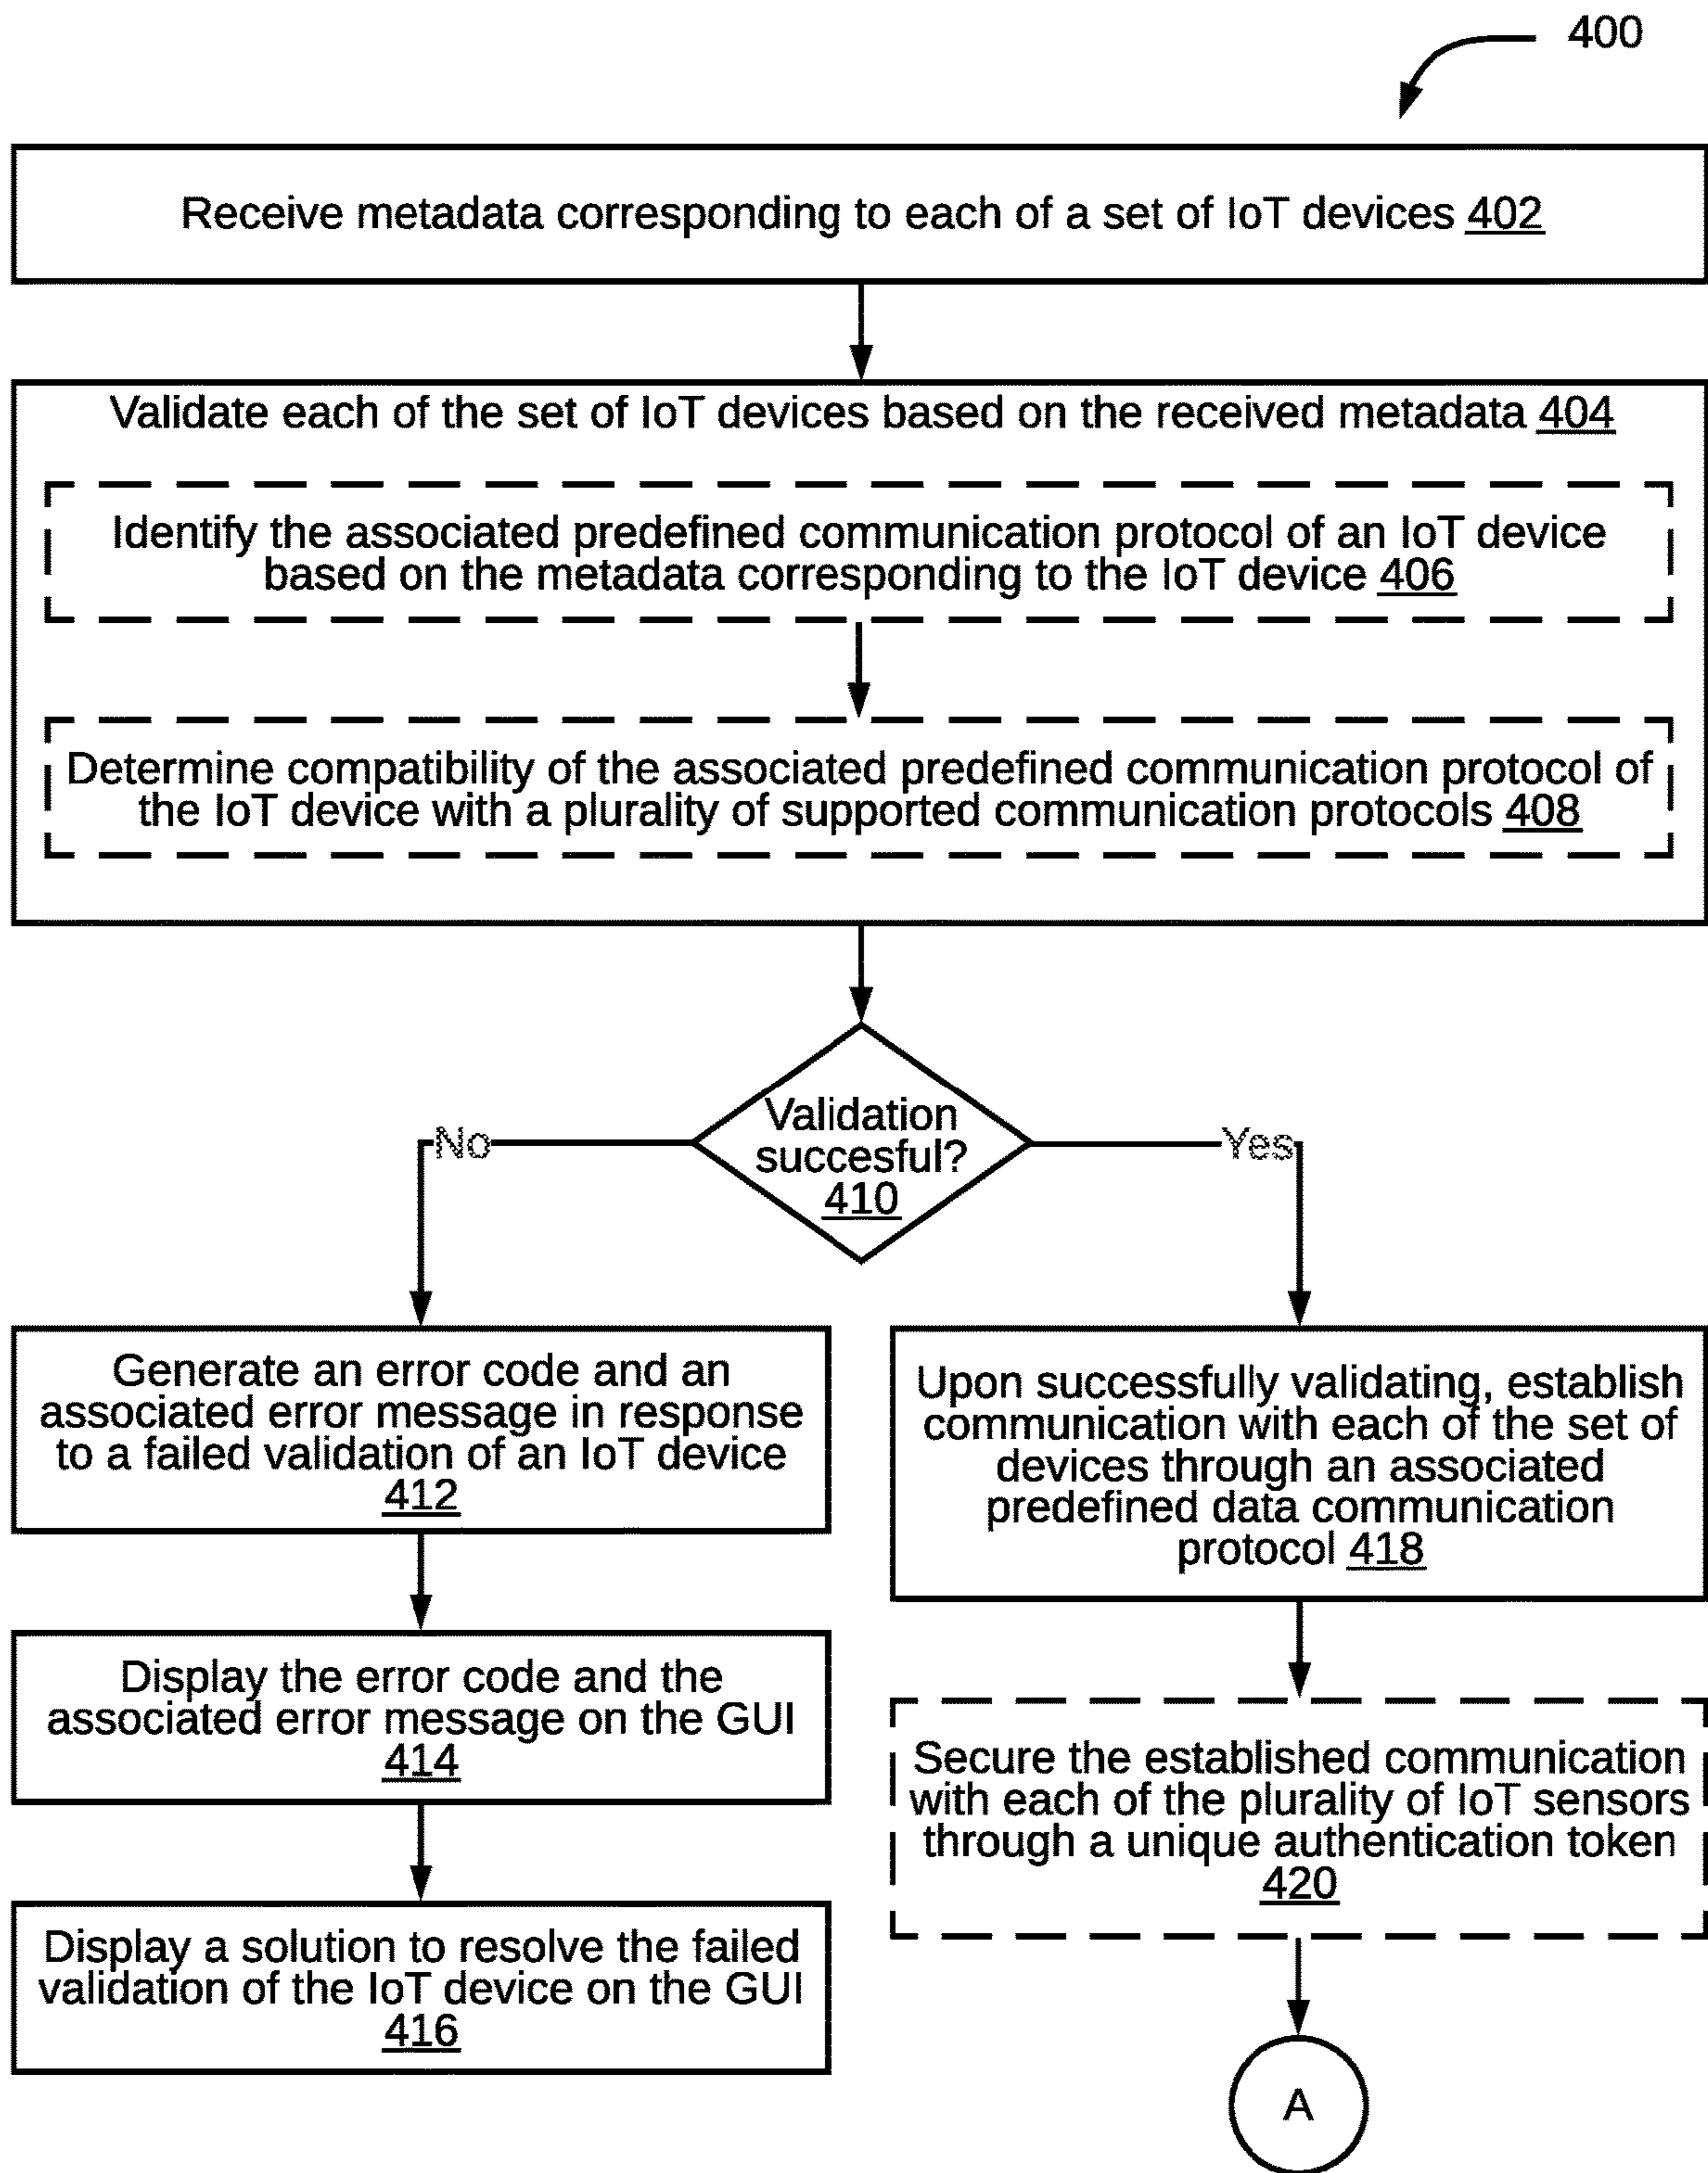 400
Receive metadata corresponding to each of a set of IoT devices 402
Validate each of the set of IoT devices based on the received metadata 404
Identify the associated predefined communication protocol of an IoT device
based on the metadata corresponding to the IoT device 406
Determine compatibility of the associated predefined communication protocol of
the IoT device with a plurality of supported communication protocols 408
Validation
succesful?
410
No
Yes
Generate an error code and an
associated error message in response
to a failed validation of an IoT device
412
Display the error code and the
associated error message on the GUI
414
Display a solution to resolve the failed
validation of the IoT device on the GUI
416
Upon successfully validating, establish
communication with each of the set of
devices through an associated
predefined data communication
protocol 418
Secure the established communication
with each of the plurality of IoT sensors
through a unique authentication token
420
A